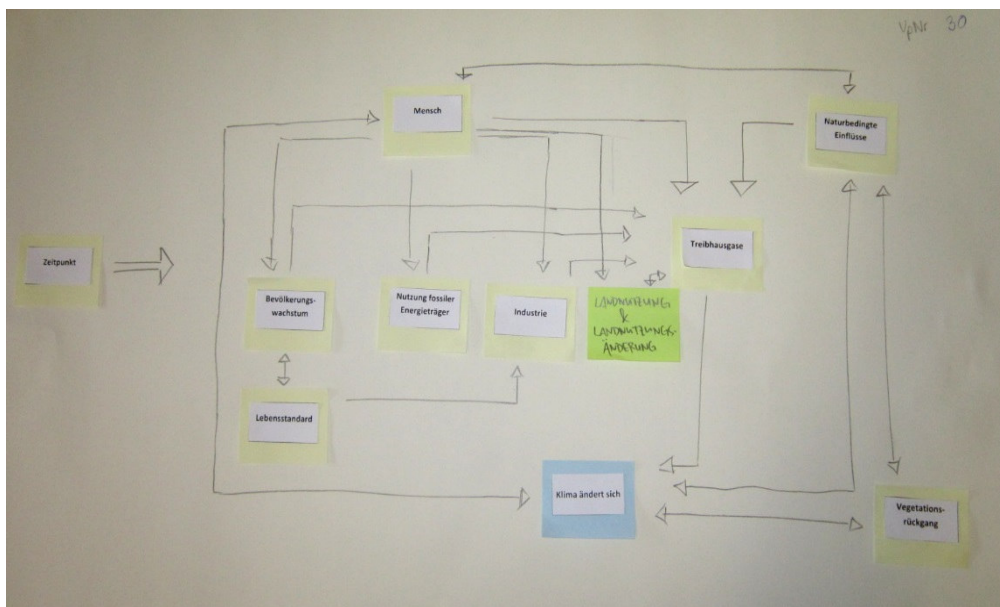 VpNr 30
Mensch
Naturbedingte
Einflüsse
Zeitpunkt
Treibhausgase
Bevölkerungs-
wachstum
Nutzung fossiler
Energieträger
Industrie
LANDNUTZUNG
&
LANDNUTZUNGS-
ÄNDERUNG
Lebensstandard
Klima ändert sich
Vegetations-
rückgang